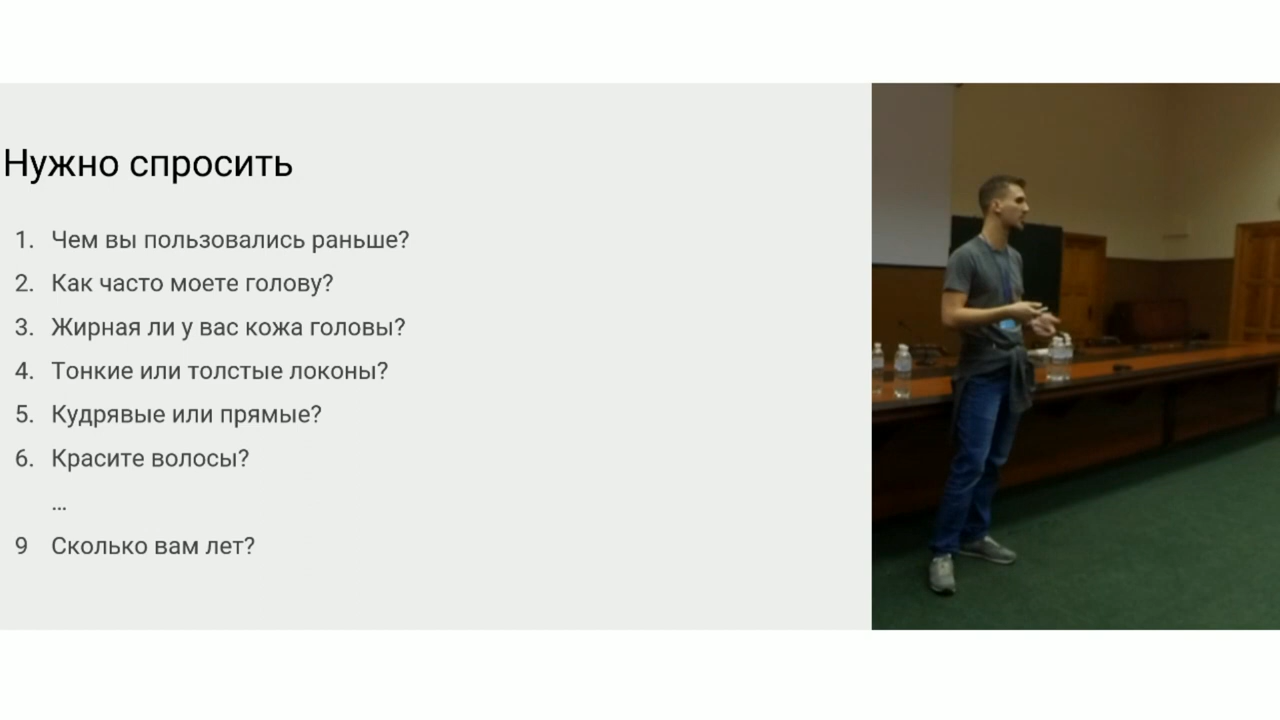 Нужно спросить
1. Чем вы пользовались раньше?
2. Как часто моете голову?
3. Жирная ли у вас кожа головы?
4. Тонкие или толстые локоны?
5. Кудрявые или прямые?
6. Красите волосы?
...
9 Сколько вам лет?